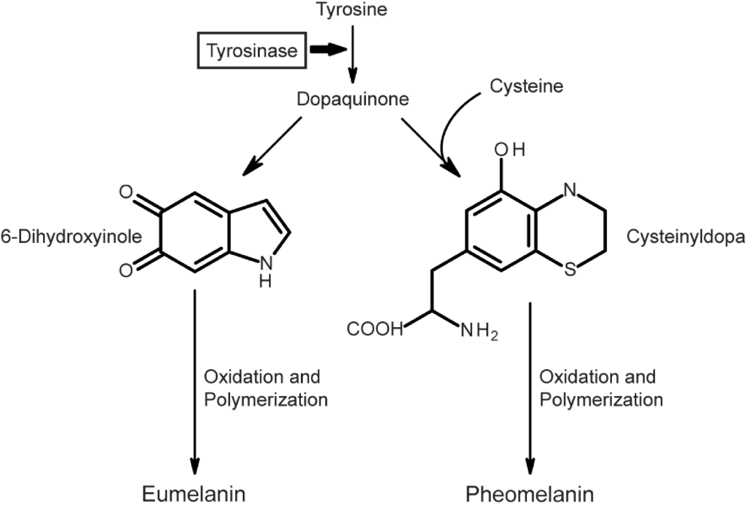 Tyrosine
Tyrosinase
Dopaquinone
Cysteine
OH
O
N
6-Dihydroxyinole
Cysteinyldopa
O
N
H
S
COOH
NH2
Oxidation and
Polymerization
Oxidation and
Polymerization
Eumelanin
Pheomelanin